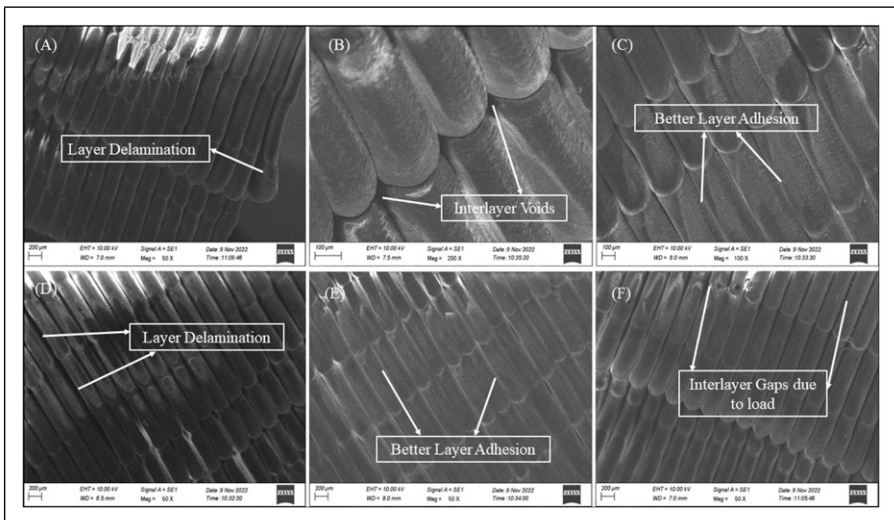 (A)
Layer Delamination
200 µm
EHT = 10.00 kV
WD = 7.0 mm
Signal A = SE1
Mag = 50 X
Date :9 Nov 2022
Time :11:09:46
ZEISS
(B)
Interlayer Voids
100 µm
EHT = 10.00 kV
WD = 7.5 mm
Signal A = SE1
Mag = 200 X
Date :9 Nov 2022
Time :10:35:20
ZEISS
(C)
Better Layer Adhesion
100 µm
EHT = 10.00 kV
WD = 8.0 mm
Signal A = SE1
Mag = 100 X
Date :9 Nov 2022
Time :10:33:30
ZEISS
(D)
Layer Delamination
200 µm
EHT = 10.00 kV
WD = 6.5 mm
Signal A = SE1
Mag = 50 X
Date :9 Nov 2022
Time :10:32:20
ZEISS
(E)
Better Layer Adhesion
200 µm
EHT = 10.00 kV
WD = 8.0 mm
Signal A = SE1
Mag = 50 X
Date :9 Nov 2022
Time :10:34:00
ZEISS
(F)
Interlayer Gaps due
to load
200 µm
EHT = 10.00 kV
WD = 7.0 mm
Signal A = SE1
Mag = 50 X
Date :9 Nov 2022
Time :11:05:46
ZEISS